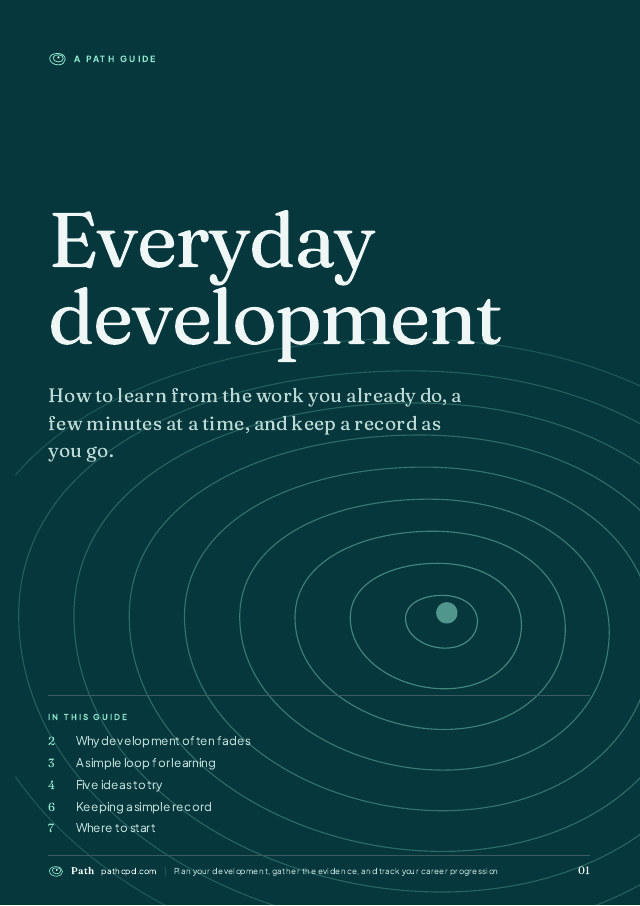 A PATH GUIDE
Everyday
development
How to learn from the work you already do, a
few minutes at a time, and keep a record as
you go.
IN THIS GUIDE
2 Why development often fades
3 A simple loop for learning
4 Five ideas to try
6 Keeping a simple record
7 Where to start
Path pathcpd.com | Plan your development, gather the evidence, and track your career progression 01